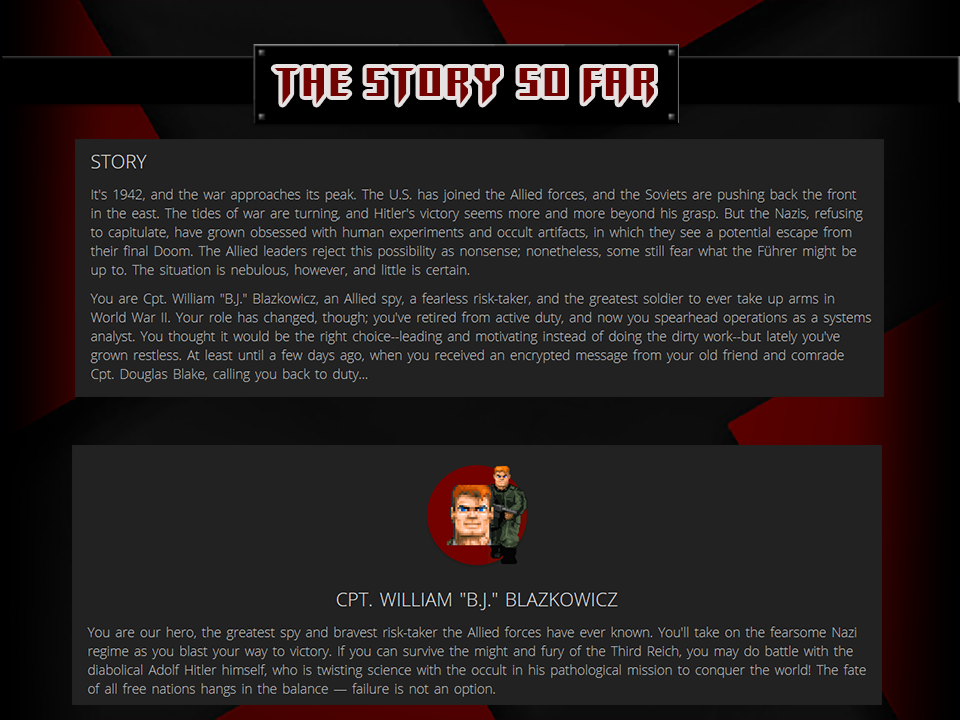 THE STORY SO FAR
STORY
It's 1942, and the war approaches its peak. The U.S. has joined the Allied forces, and the Soviets are pushing back the front
in the east. The tides of war are turning, and Hitler's victory seems more and more beyond his grasp. But the Nazis, refusing
to capitulate, have grown obsessed with human experiments and occult artifacts, in which they see a potential escape from
their final Doom. The Allied leaders reject this possibility as nonsense; nonetheless, some still fear what the Führer might be
up to. The situation is nebulous, however, and little is certain.
You are Cpt. William "B.J." Blazkowicz, an Allied spy, a fearless risk-taker, and the greatest soldier to ever take up arms in
World War II. Your role has changed, though; you've retired from active duty, and now you spearhead operations as a systems
analyst. You thought it would be the right choice--leading and motivating instead of doing the dirty work--but lately you've
grown restless. At least until a few days ago, when you received an encrypted message from your old friend and comrade
Cpt. Douglas Blake, calling you back to duty...
CPT. WILLIAM "B.J." BLAZKOWICZ
You are our hero, the greatest spy and bravest risk-taker the Allied forces have ever known. You'll take on the fearsome Nazi
regime as you blast your way to victory. If you can survive the might and fury of the Third Reich, you may do battle with the
diabolical Adolf Hitler himself, who is twisting science with the occult in his pathological mission to conquer the world! The fate
of all free nations hangs in the balance — failure is not an option.